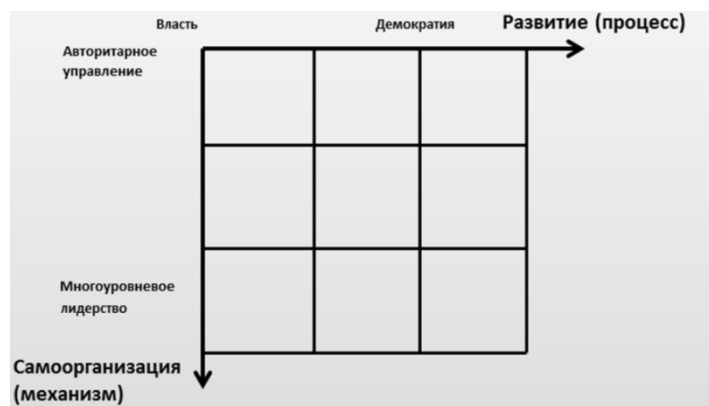 Власть
Демократия
Развитие (процесс)
Авторитарное
управление
Многоуровневое
лидерство
Самоорганизация
(механизм)